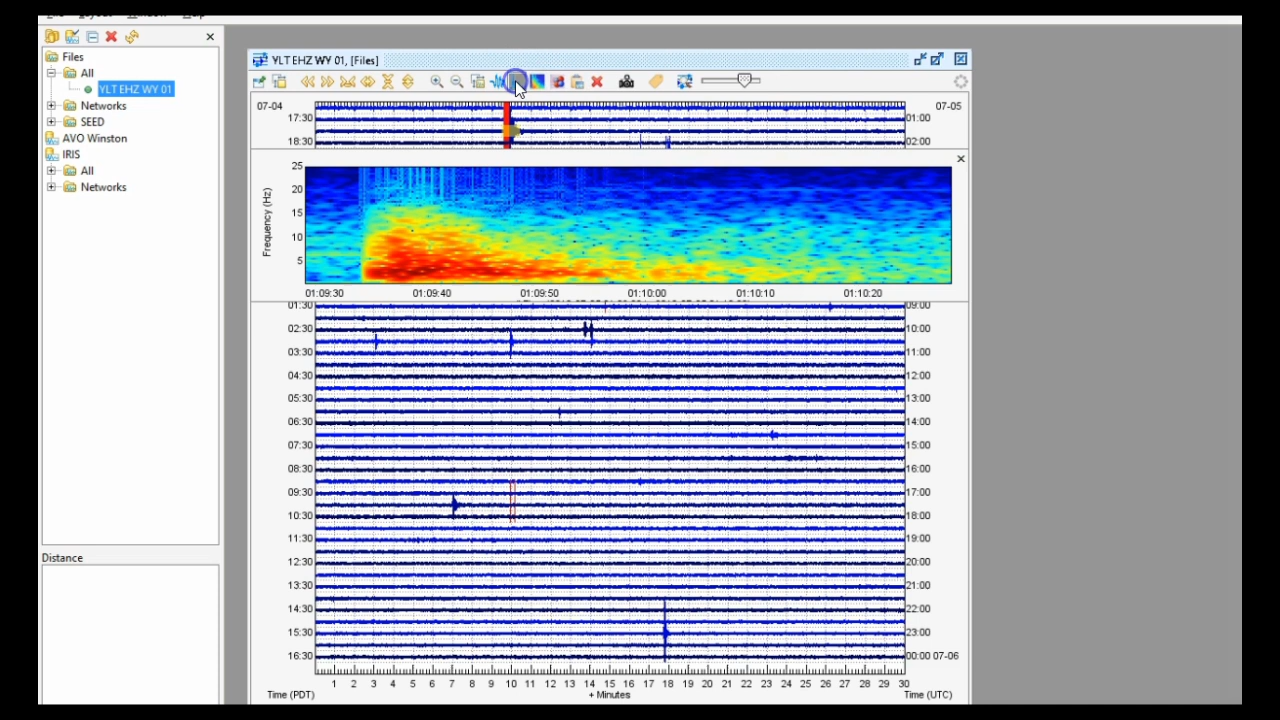 YLT EHZ WY 01, [Files]
Files
All
YLT EHZ WY 01
Networks
SEED
AVO Winston
IRIS
All
Networks
Distance
07-04
07-05
17:30
01:00
18:30
02:00
Frequency (Hz)
25
20
15
10
5
01:09:30 01:09:40 01:09:50 01:10:00 01:10:10 01:10:20
01:30 09:00
02:30 10:00
03:30 11:00
04:30 12:00
05:30 13:00
06:30 14:00
07:30 15:00
08:30 16:00
09:30 17:00
10:30 18:00
11:30 19:00
12:30 20:00
13:30 21:00
14:30 22:00
15:30 23:00
16:30 00:00 07-06
1 2 3 4 5 6 7 8 9 10 11 12 13 14 15 16 17 18 19 20 21 22 23 24 25 26 27 28 29 30
Time (PDT) + Minutes Time (UTC)